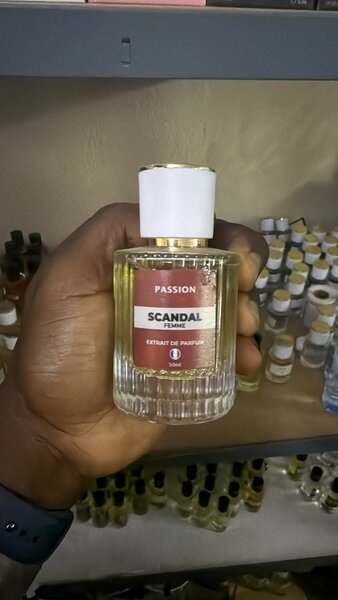 PASSION
SCANDAL
FEMME
EXTRAIT DE PARFUM
50ml